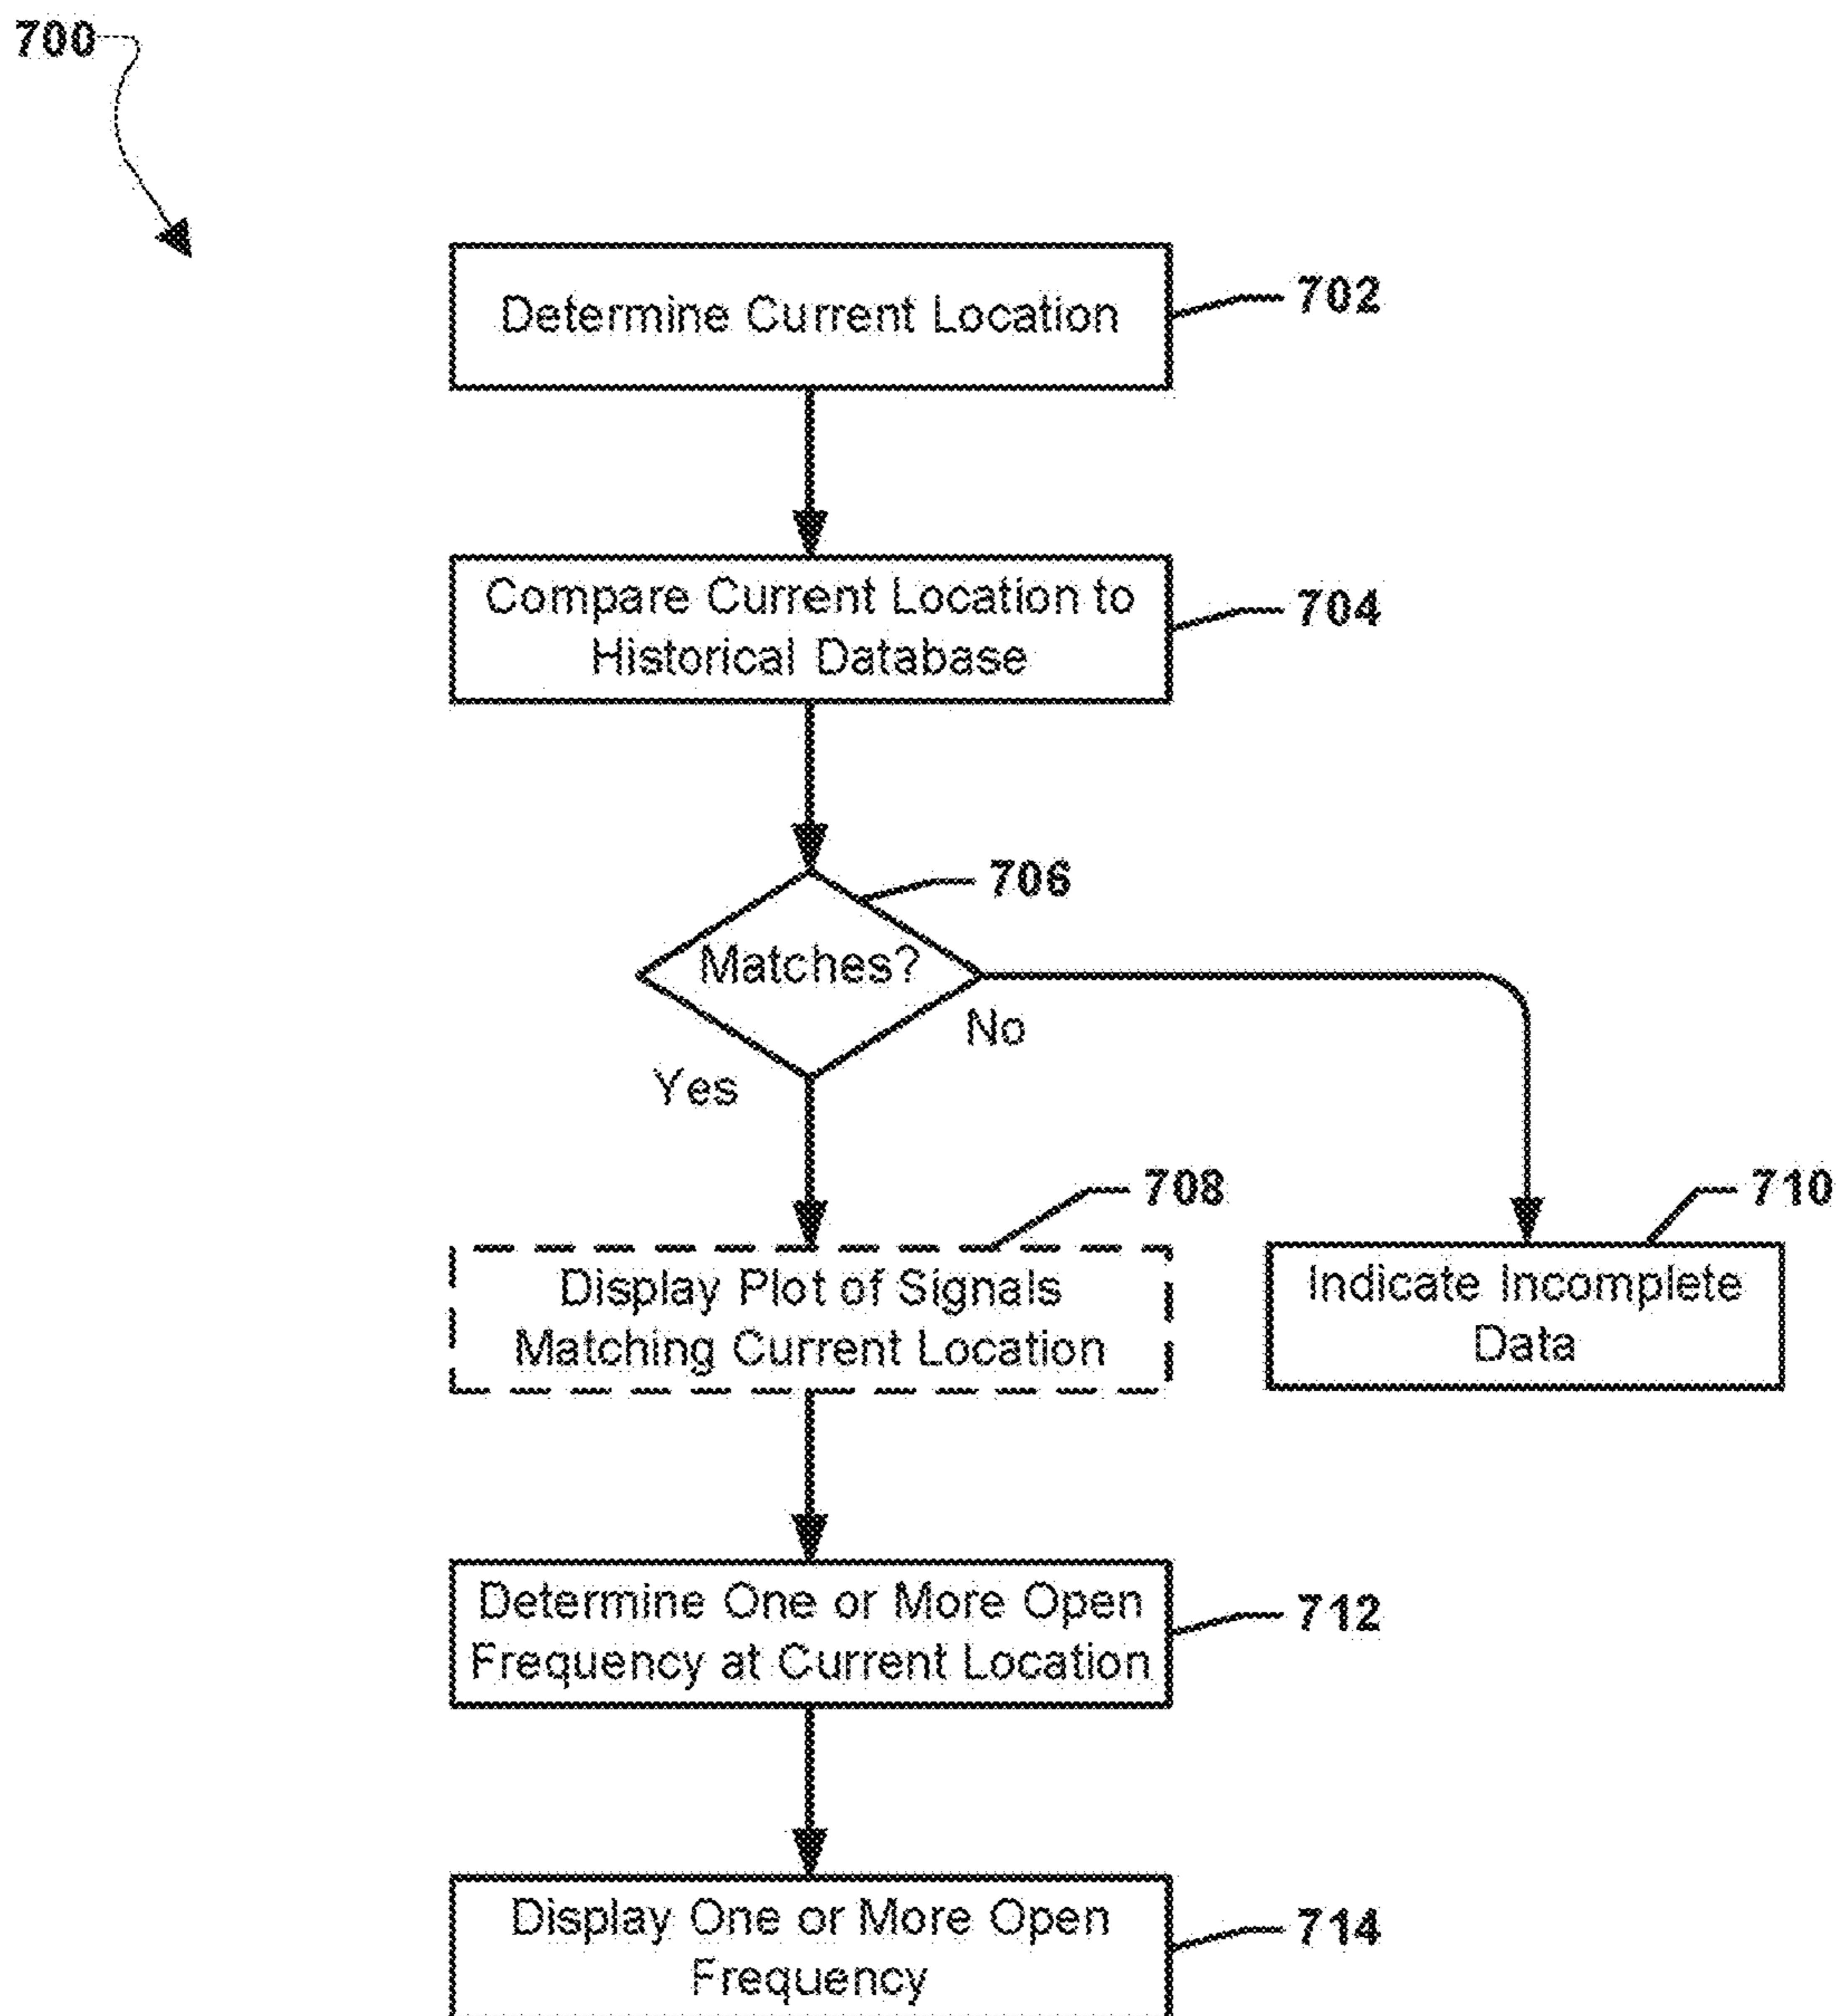 700
Determine Current Location
702
Compare Current Location to
Historical Database
704
706
Matches?
No
Yes
708
Display Plot of Signals
Matching Current Location
710
Indicate Incomplete
Data
Determine One or More Open
Frequency at Current Location
712
Display One or More Open
Frequency
714